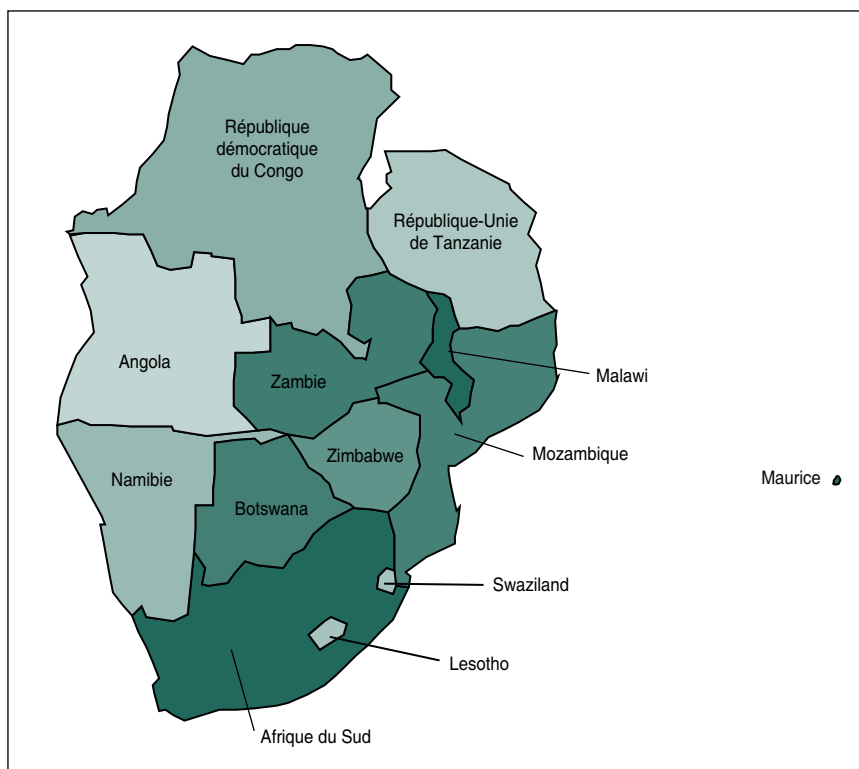 République
démocratique
du Congo
République-Unie
de Tanzanie
Angola
Zambie
Malawi
Mozambique
Zimbabwe
Namibie
Maurice
Botswana
Swaziland
Lesotho
Afrique du Sud